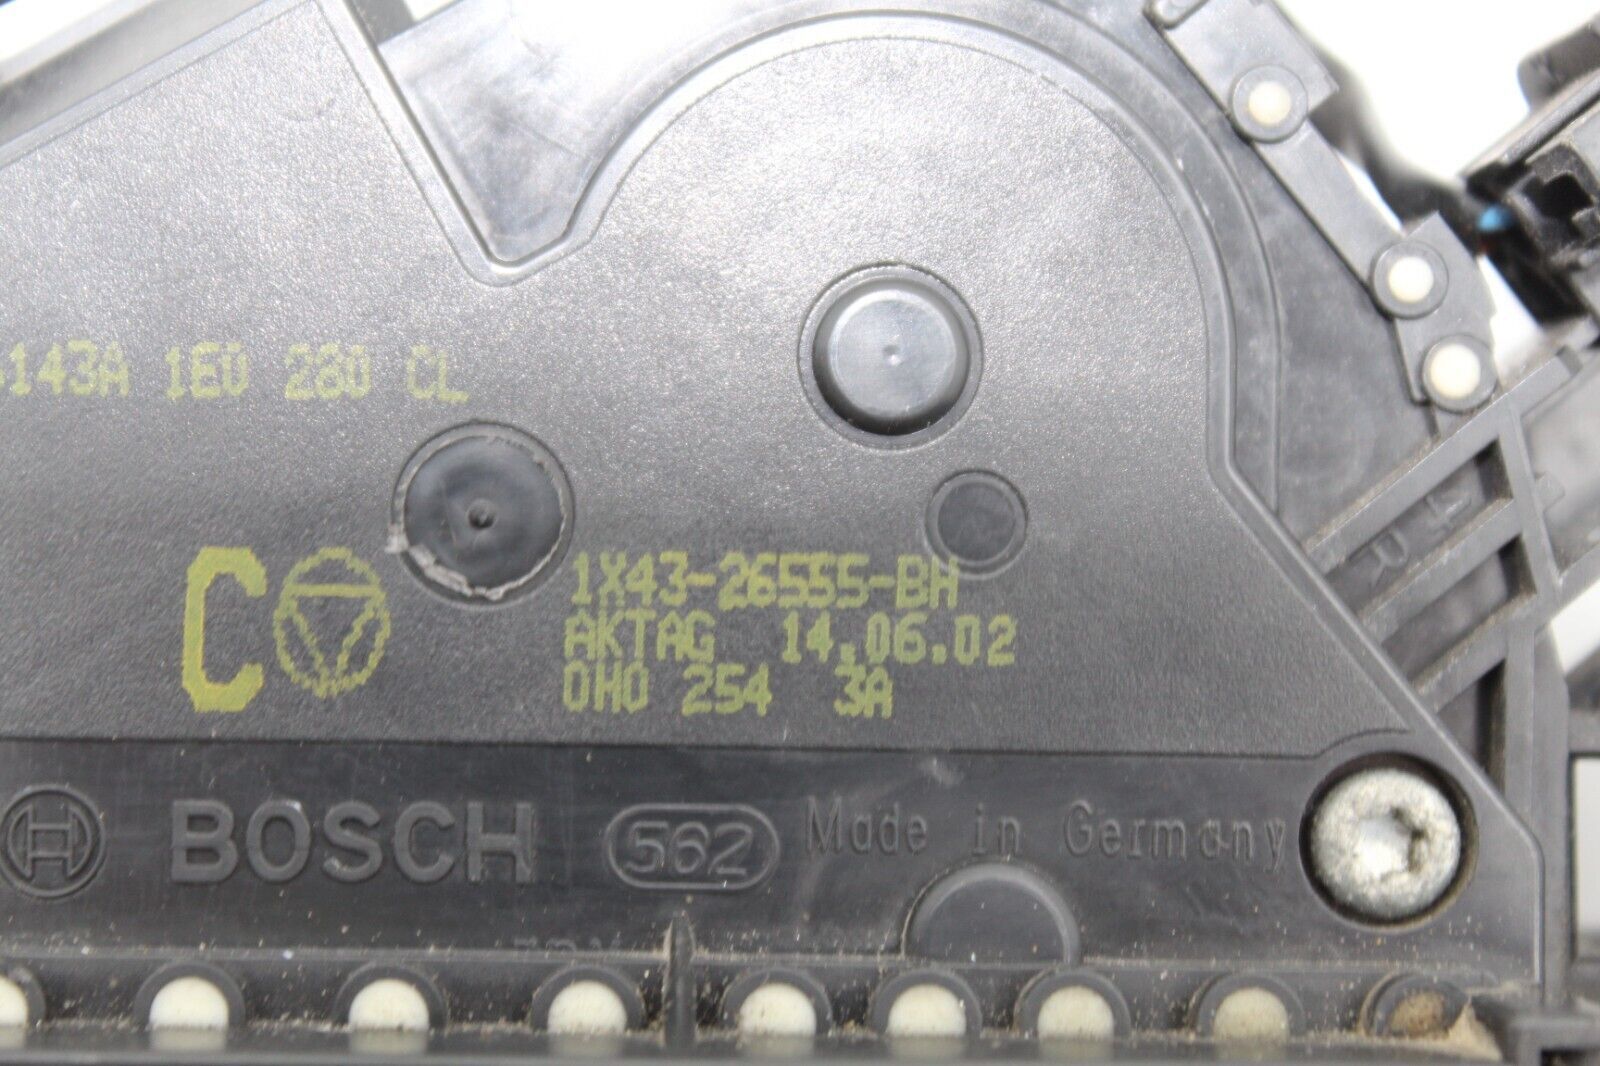 143A 1E0 280 CL
C
1X43-26555-BH
AKTAG 14.06.02
0H0 254 3A
BOSCH 562 Made in Germany